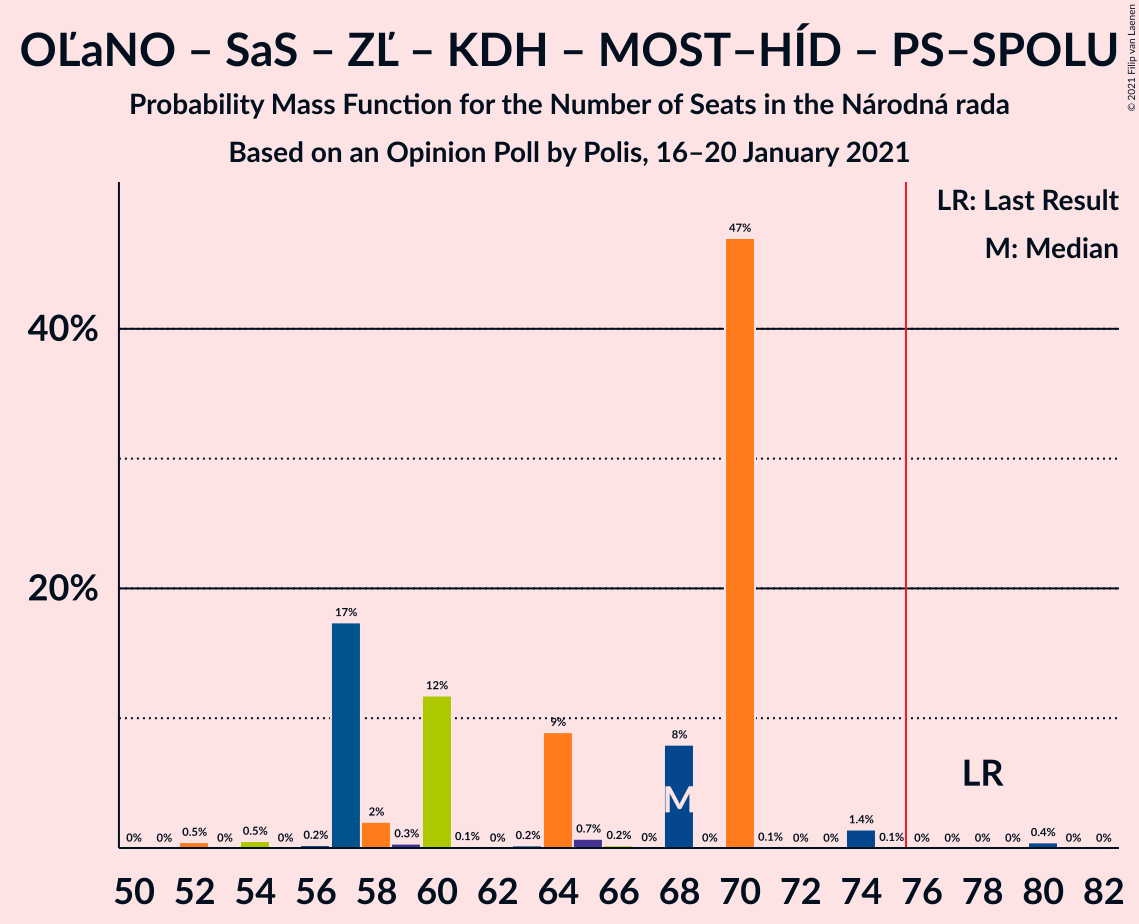 OĽaNO – SaS – ZĽ – KDH – MOST–HÍD – PS–SPOLU
Probability Mass Function for the Number of Seats in the Národná rada
Based on an Opinion Poll by Polis, 16–20 January 2021
© 2021 Filip van Laenen
LR: Last Result
M: Median
40%
20%
0% 0% 0.5% 0% 0.5% 0% 0.2% 17% 2% 0.3% 12% 0.1% 0% 0.2% 9% 0.7% 0.2% 0% 8% 0% 47% 0.1% 0% 0% 1.4% 0.1% 0% 0% 0% 0% 0.4% 0% 0%
M
LR
50 52 54 56 58 60 62 64 66 68 70 72 74 76 78 80 82